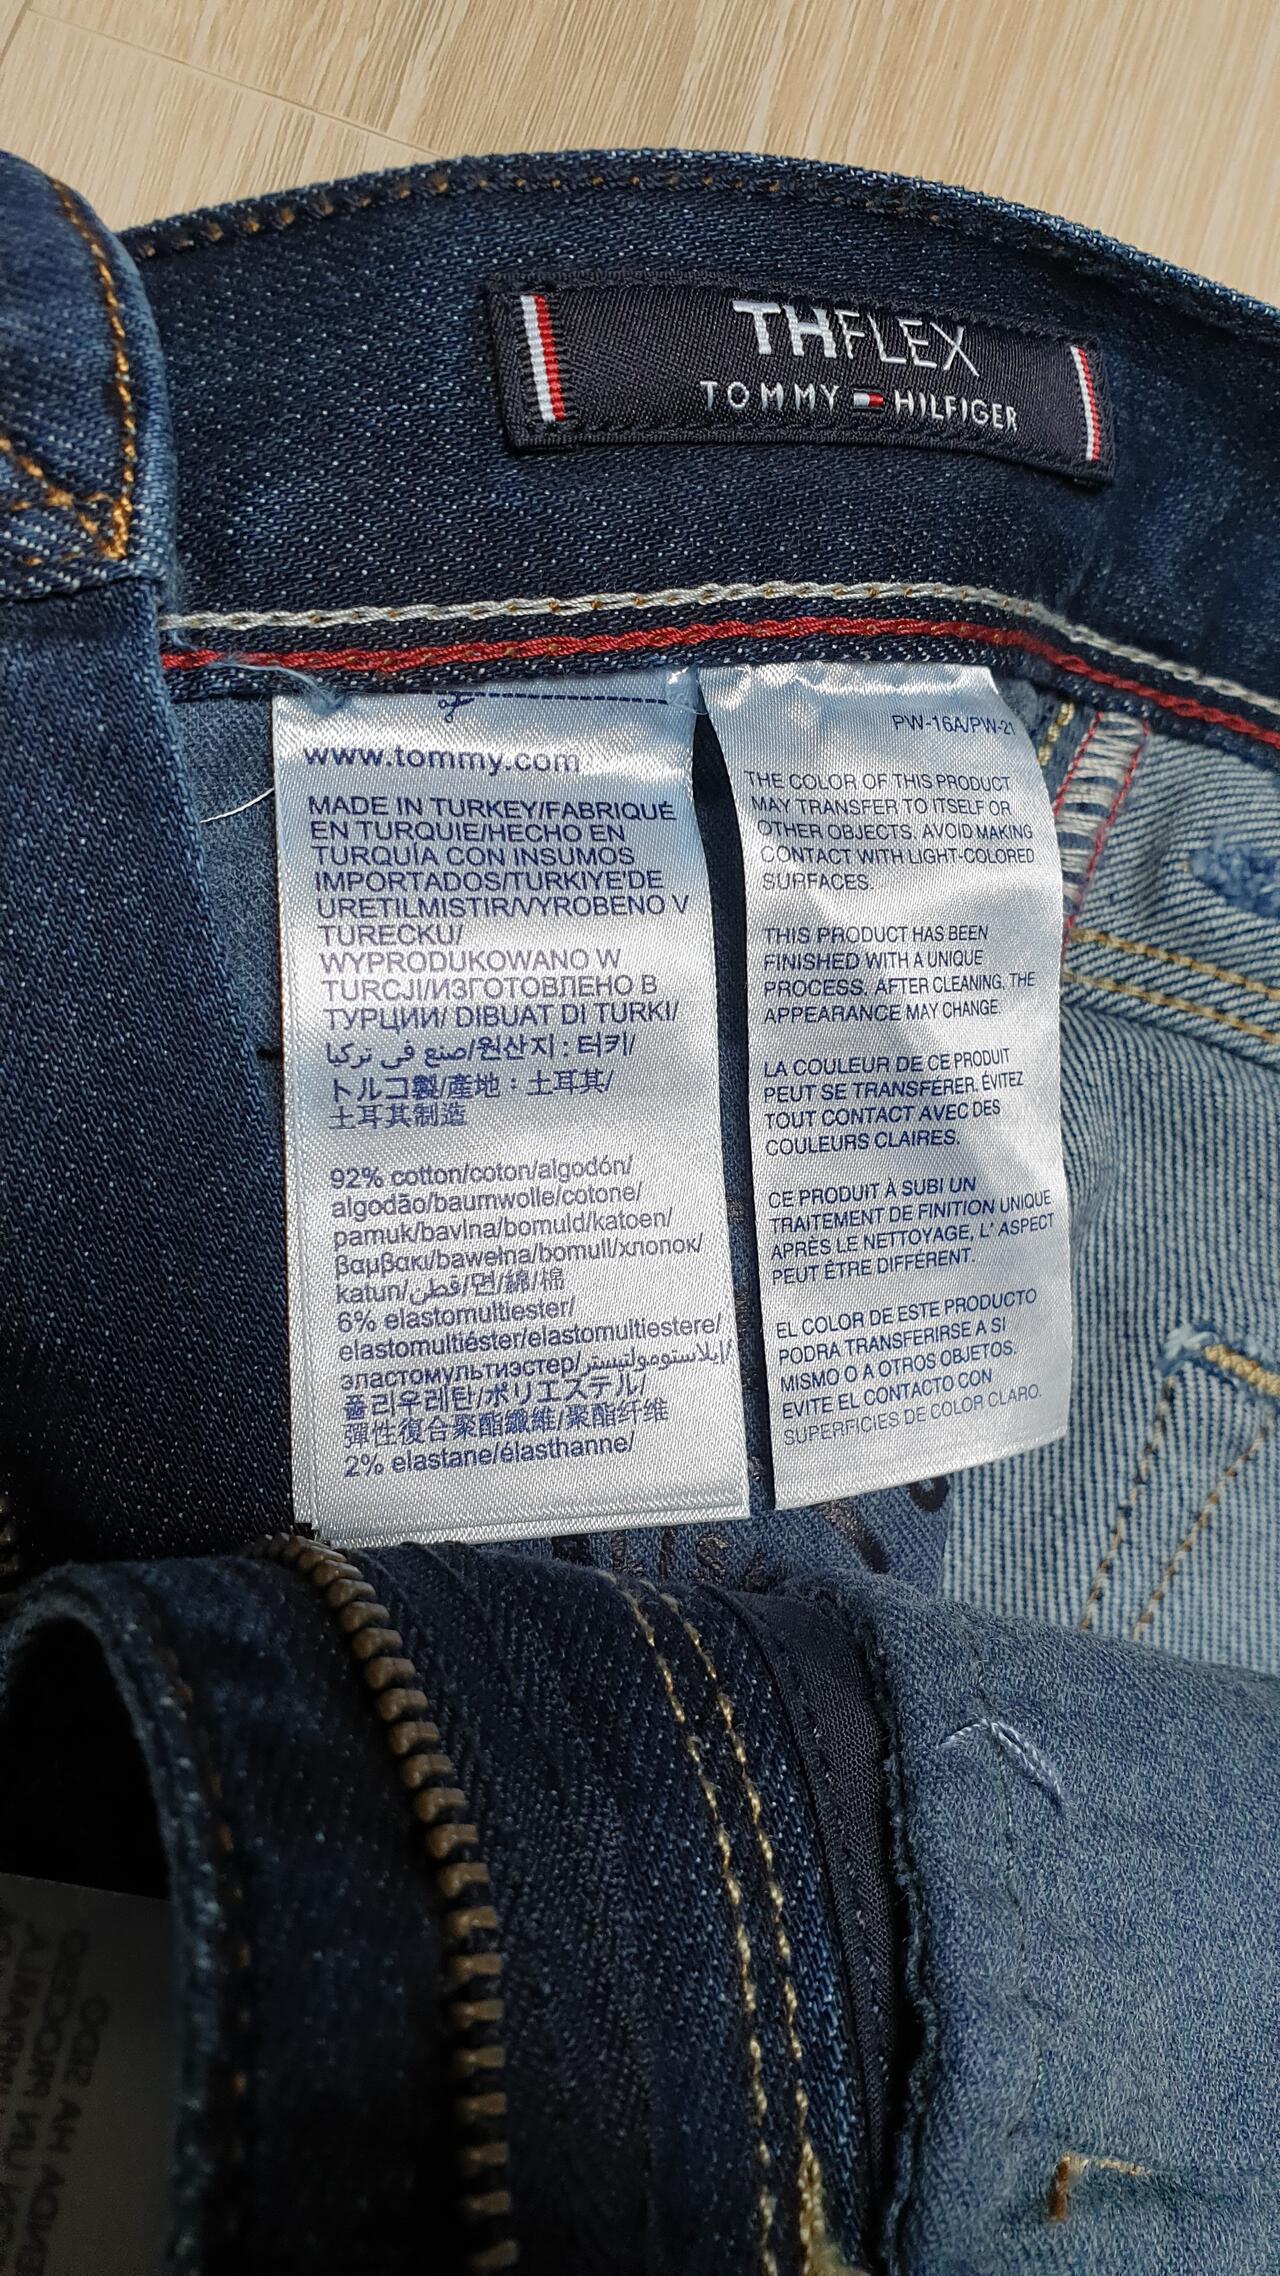 THFLEX
TOMMY HILFIGER
www.tommy.com
MADE IN TURKEY/FABRIQUÉ
EN TURQUIE/HECHO EN
TURQUÍA CON INSUMOS
IMPORTADOS/TURKIYE'DE
URETILMISTIR/VYROBENO V
TURECKU/
WYPRODUKOWANO W
TURCJI/ИЗГОТОВЛЕНО В
ТУРЦИИ/ DIBUAT DI TURKI/
صنع في تركيا/원산지 : 터키/
トルコ製/產地：土耳其/
土耳其制造
92% cotton/coton/algodón/
algodão/baumwolle/cotone/
pamuk/bavlna/bomuld/katoen/
βαμβακι/bawełna/bomull/хлопок/
katun/قطن/면/綿/棉
6% elastomultiester/
elastomultiéster/elastomultiestere/
эластомультиэстер/إيلاستومولتيستر/
폴리우레탄/ポリエステル/
彈性復合聚酯纖維/聚酯纤维
2% elastane/élasthanne/
PW-16A/PW-21
THE COLOR OF THIS PRODUCT
MAY TRANSFER TO ITSELF OR
OTHER OBJECTS. AVOID MAKING
CONTACT WITH LIGHT-COLORED
SURFACES.
THIS PRODUCT HAS BEEN
FINISHED WITH A UNIQUE
PROCESS. AFTER CLEANING, THE
APPEARANCE MAY CHANGE.
LA COULEUR DE CE PRODUIT
PEUT SE TRANSFÉRER, ÉVITEZ
TOUT CONTACT AVEC DES
COULEURS CLAIRES.
CE PRODUIT À SUBI UN
TRAITEMENT DE FINITION UNIQUE
APRÈS LE NETTOYAGE, L' ASPECT
PEUT ÊTRE DIFFÉRENT.
EL COLOR DE ESTE PRODUCTO
PODRA TRANSFERIRSE A SI
MISMO O A OTROS OBJETOS.
EVITE EL CONTACTO CON
SUPERFICIES DE COLOR CLARO.